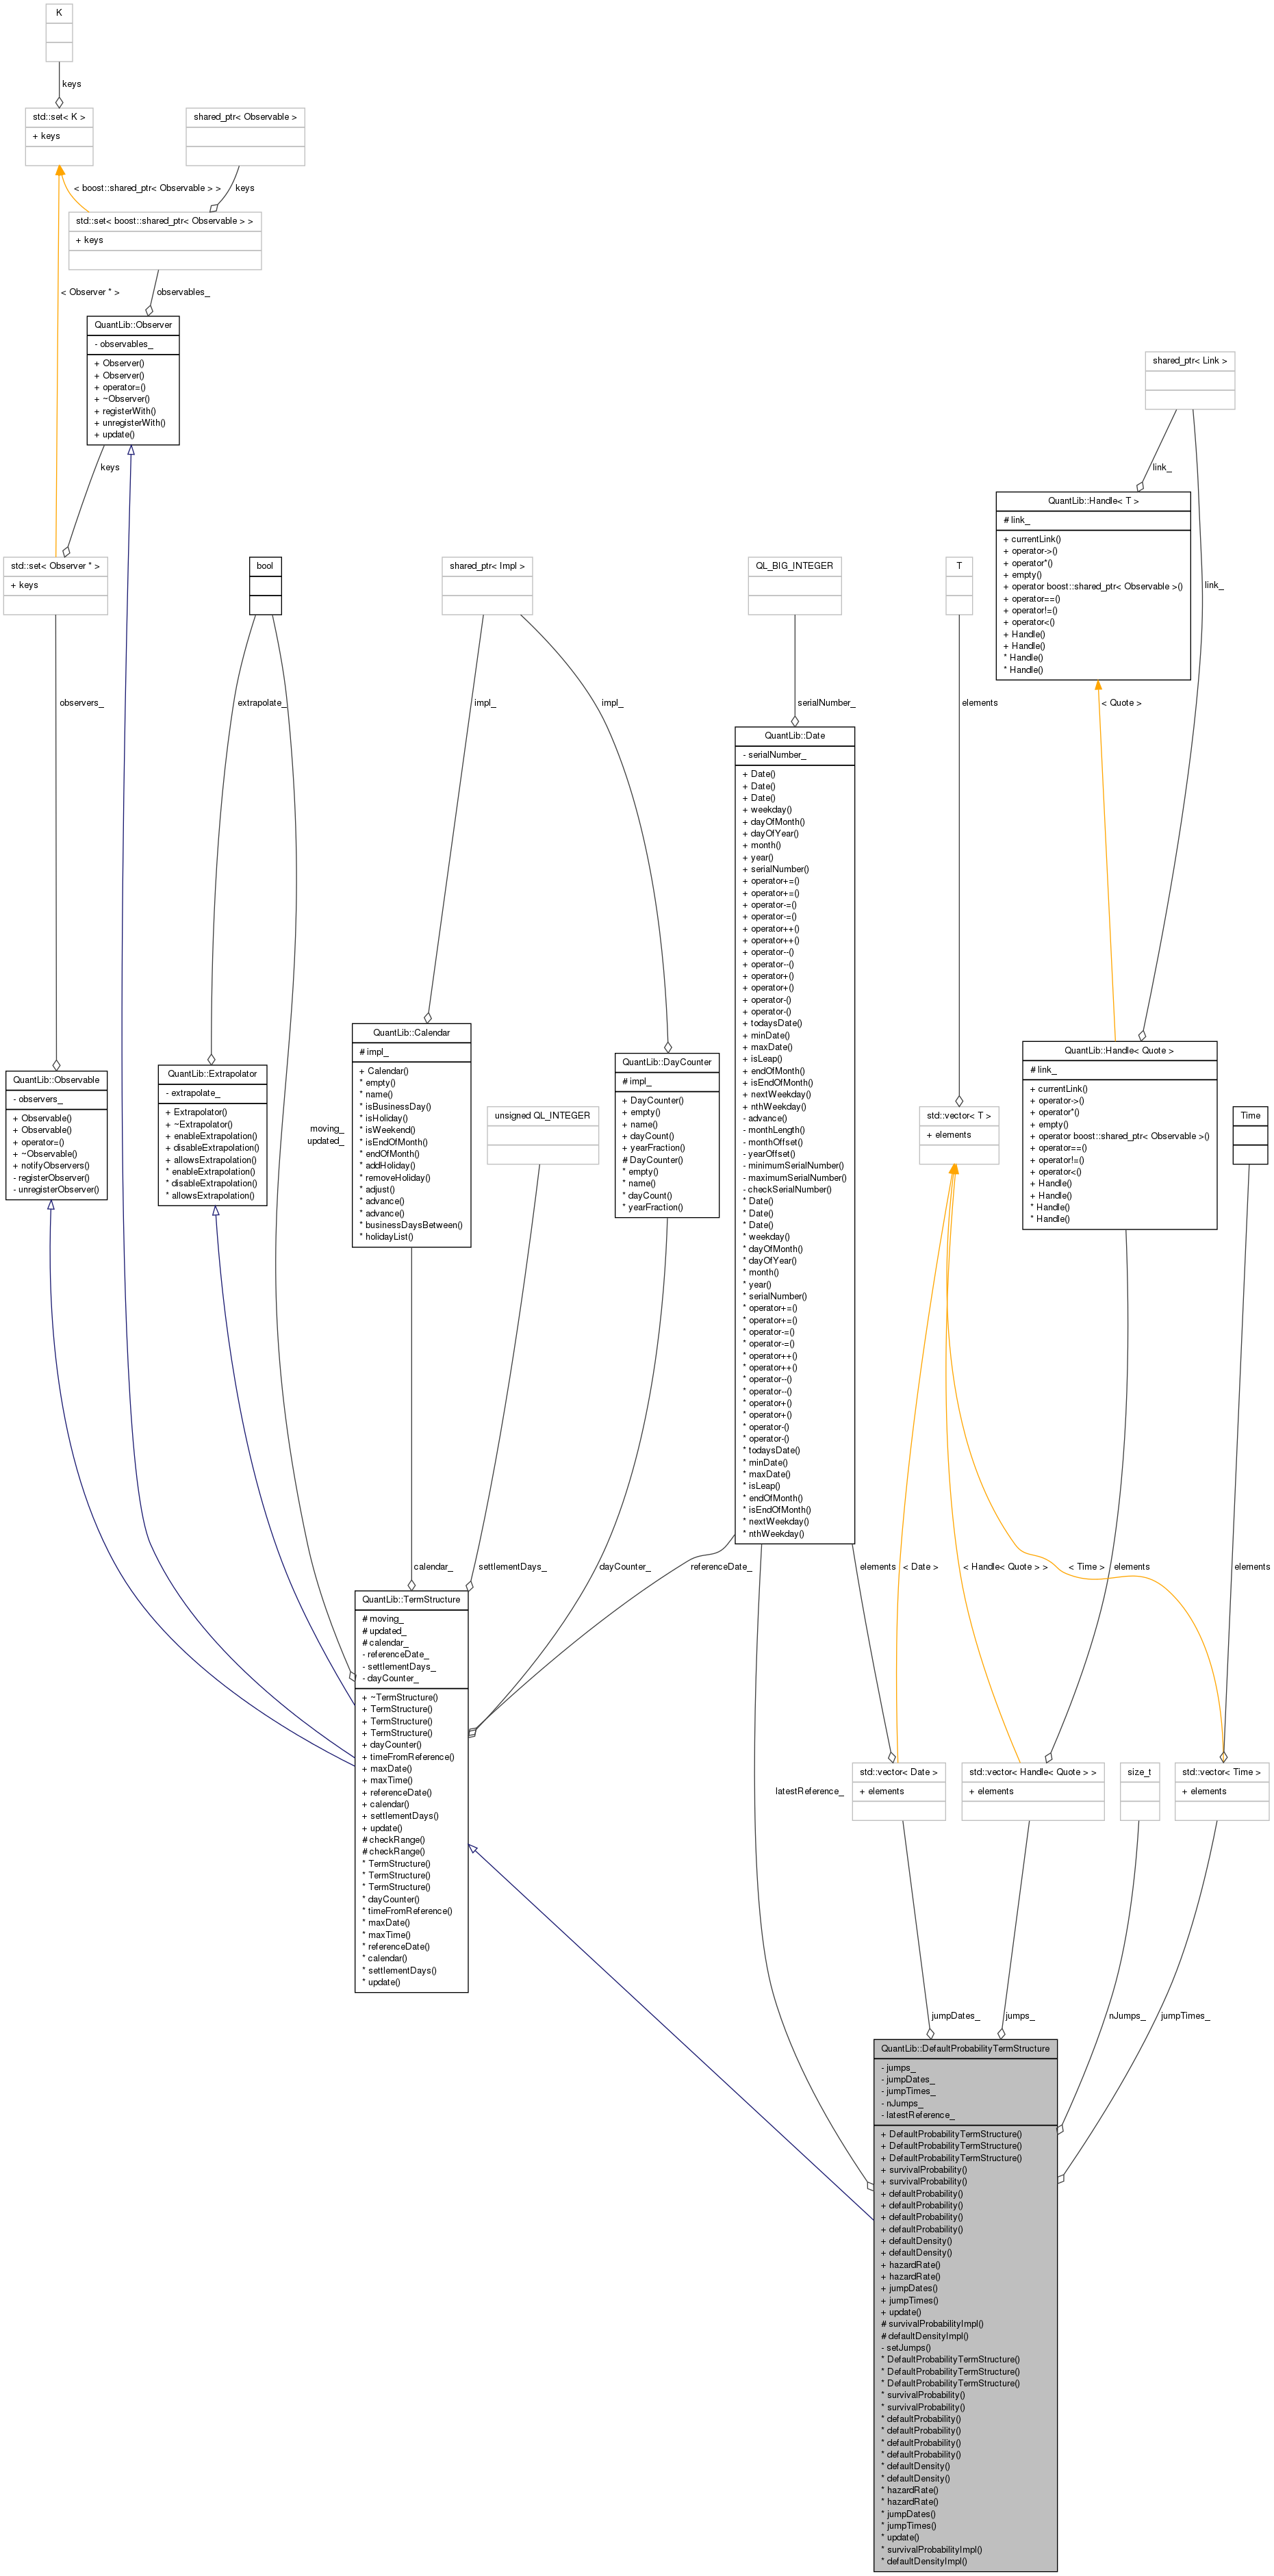 K
keys
std::set< K >
+ keys
shared_ptr< Observable >
< boost::shared_ptr< Observable > >
keys
std::set< boost::shared_ptr< Observable > >
+ keys
< Observer * >
observables_
QuantLib::Observer
- observables_
+ Observer()
+ Observer()
+ operator=()
+ ~Observer()
+ registerWith()
+ unregisterWith()
+ update()
keys
shared_ptr< Link >
link_
QuantLib::Handle< T >
# link_
+ currentLink()
+ operator->()
+ operator*()
+ empty()
+ operator boost::shared_ptr< Observable >()
+ operator==()
+ operator!=()
+ operator<()
+ Handle()
+ Handle()
* Handle()
* Handle()
link_
std::set< Observer * >
+ keys
bool
shared_ptr< Impl >
QL_BIG_INTEGER
T
observers_
extrapolate_
impl_
impl_
serialNumber_
elements
< Quote >
QuantLib::Date
- serialNumber_
+ Date()
+ Date()
+ Date()
+ weekday()
+ dayOfMonth()
+ dayOfYear()
+ month()
+ year()
+ serialNumber()
+ operator+=()
+ operator+=()
+ operator-=()
+ operator-=()
+ operator++()
+ operator++()
+ operator--()
+ operator--()
+ operator+()
+ operator+()
+ operator-()
+ operator-()
+ todaysDate()
+ minDate()
+ maxDate()
+ isLeap()
+ endOfMonth()
+ isEndOfMonth()
+ nextWeekday()
+ nthWeekday()
- advance()
- monthLength()
- monthOffset()
- yearOffset()
- minimumSerialNumber()
- maximumSerialNumber()
- checkSerialNumber()
* Date()
* Date()
* Date()
* weekday()
* dayOfMonth()
* dayOfYear()
* month()
* year()
* serialNumber()
* operator+=()
* operator+=()
* operator-=()
* operator-=()
* operator++()
* operator++()
* operator--()
* operator--()
* operator+()
* operator+()
* operator-()
* operator-()
* todaysDate()
* minDate()
* maxDate()
* isLeap()
* endOfMonth()
* isEndOfMonth()
* nextWeekday()
* nthWeekday()
QuantLib::Observable
- observers_
+ Observable()
+ Observable()
+ operator=()
+ ~Observable()
+ notifyObservers()
- registerObserver()
- unregisterObserver()
QuantLib::Extrapolator
- extrapolate_
+ Extrapolator()
+ ~Extrapolator()
+ enableExtrapolation()
+ disableExtrapolation()
+ allowsExtrapolation()
* enableExtrapolation()
* disableExtrapolation()
* allowsExtrapolation()
moving_
updated_
QuantLib::Calendar
# impl_
+ Calendar()
* empty()
* name()
* isBusinessDay()
* isHoliday()
* isWeekend()
* isEndOfMonth()
* endOfMonth()
* addHoliday()
* removeHoliday()
* adjust()
* advance()
* advance()
* businessDaysBetween()
* holidayList()
unsigned QL_INTEGER
QuantLib::DayCounter
# impl_
+ DayCounter()
+ empty()
+ name()
+ dayCount()
+ yearFraction()
# DayCounter()
* empty()
* name()
* dayCount()
* yearFraction()
std::vector< T >
+ elements
QuantLib::Handle< Quote >
# link_
+ currentLink()
+ operator->()
+ operator*()
+ empty()
+ operator boost::shared_ptr< Observable >()
+ operator==()
+ operator!=()
+ operator<()
+ Handle()
+ Handle()
* Handle()
* Handle()
Time
calendar_
settlementDays_
dayCounter_
referenceDate_
elements
< Date >
< Handle< Quote > >
< Time >
elements
elements
QuantLib::TermStructure
# moving_
# updated_
# calendar_
- referenceDate_
- settlementDays_
- dayCounter_
+ ~TermStructure()
+ TermStructure()
+ TermStructure()
+ TermStructure()
+ dayCounter()
+ timeFromReference()
+ maxDate()
+ maxTime()
+ referenceDate()
+ calendar()
+ settlementDays()
+ update()
# checkRange()
# checkRange()
* TermStructure()
* TermStructure()
* TermStructure()
* dayCounter()
* timeFromReference()
* maxDate()
* maxTime()
* referenceDate()
* calendar()
* settlementDays()
* update()
latestReference_
std::vector< Date >
+ elements
std::vector< Handle< Quote > >
+ elements
size_t
std::vector< Time >
+ elements
jumpDates_
jumps_
nJumps_
jumpTimes_
QuantLib::DefaultProbabilityTermStructure
- jumps_
- jumpDates_
- jumpTimes_
- nJumps_
- latestReference_
+ DefaultProbabilityTermStructure()
+ DefaultProbabilityTermStructure()
+ DefaultProbabilityTermStructure()
+ survivalProbability()
+ survivalProbability()
+ defaultProbability()
+ defaultProbability()
+ defaultProbability()
+ defaultProbability()
+ defaultDensity()
+ defaultDensity()
+ hazardRate()
+ hazardRate()
+ jumpDates()
+ jumpTimes()
+ update()
# survivalProbabilityImpl()
# defaultDensityImpl()
- setJumps()
* DefaultProbabilityTermStructure()
* DefaultProbabilityTermStructure()
* DefaultProbabilityTermStructure()
* survivalProbability()
* survivalProbability()
* defaultProbability()
* defaultProbability()
* defaultProbability()
* defaultProbability()
* defaultDensity()
* defaultDensity()
* hazardRate()
* hazardRate()
* jumpDates()
* jumpTimes()
* update()
* survivalProbabilityImpl()
* defaultDensityImpl()